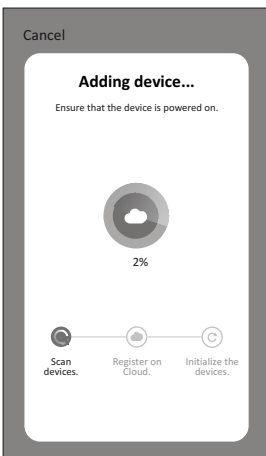 Cancel
Adding device...
Ensure that the device is powered on.
2%
Scan
devices.
Register on
Cloud.
Initialize the
devices.